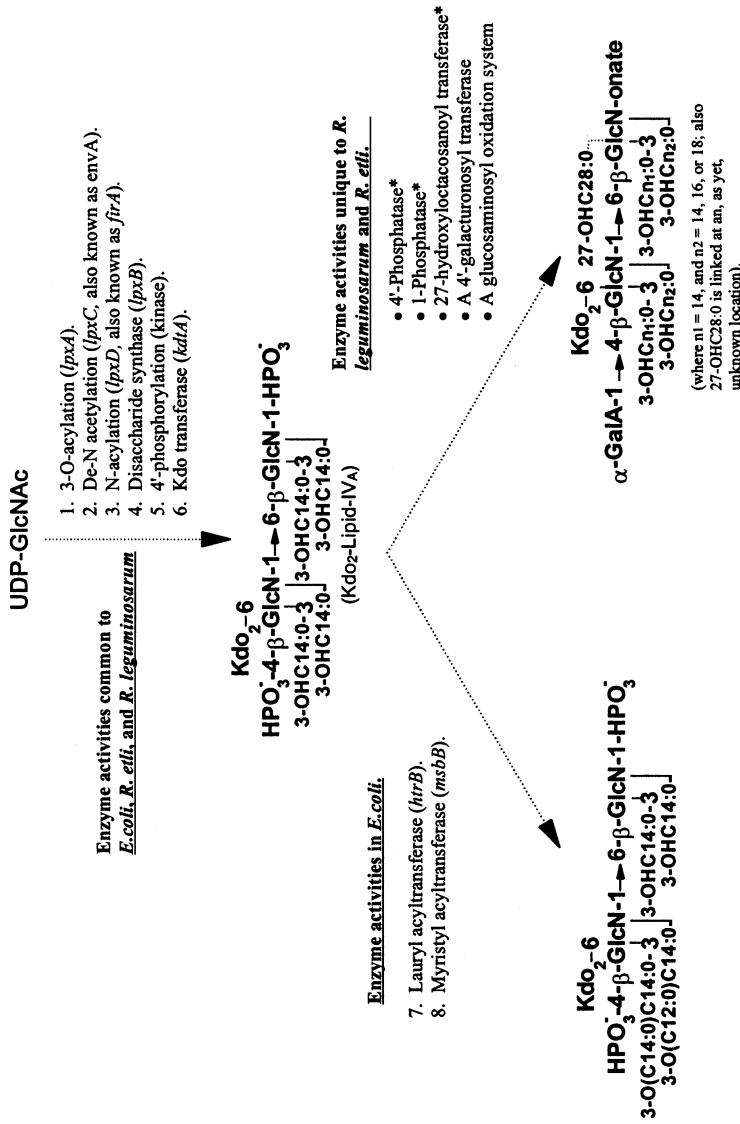 UDP-GlcNAc
Enzyme activities common to
E.coli, R. etli, and R. leguminosarum
1. 3-O-acylation (lpxA).
2. De-N acetylation (lpxC, also known as envA).
3. N-acylation (lpxD, also known as firA).
4. Disaccharide synthase (lpxB).
5. 4'-phosphorylation (kinase).
6. Kdo transferase (kdtA).
Kdo2-6
HPO3--4-β-GlcN-1→6-β-GlcN-1-HPO3-
3-OHC14:0-3 3-OHC14:0-3
3-OHC14:0 3-OHC14:0
(Kdo2-Lipid-IVA)
Enzyme activities in E.coli.
7. Lauryl acyltransferase (htrB).
8. Myristyl acyltransferase (msbB).
Enzyme activities unique to R.
leguminosarum and R. etli.
• 4'-Phosphatase*
• 1-Phosphatase*
• 27-hydroxyloctacosanoyl transferase*
• A 4'-galacturonosyl transferase
• A glucosaminosyl oxidation system
Kdo2-6
HPO3--4-β-GlcN-1→6-β-GlcN-1-HPO3-
3-O(C14:0)C14:0-3 3-OHC14:0-3
3-O(C12:0)C14:0 3-OHC14:0
Kdo2-6 27-OHC28:0
α-GalA-1→4-β-GlcN-1→6-β-GlcN-onate
3-OHCn1:0-3 3-OHCn1:0-3
3-OHCn2:0 3-OHCn2:0
(where n1 = 14, and n2 = 14, 16, or 18; also
27-OHC28:0 is linked at an, as yet,
unknown location).